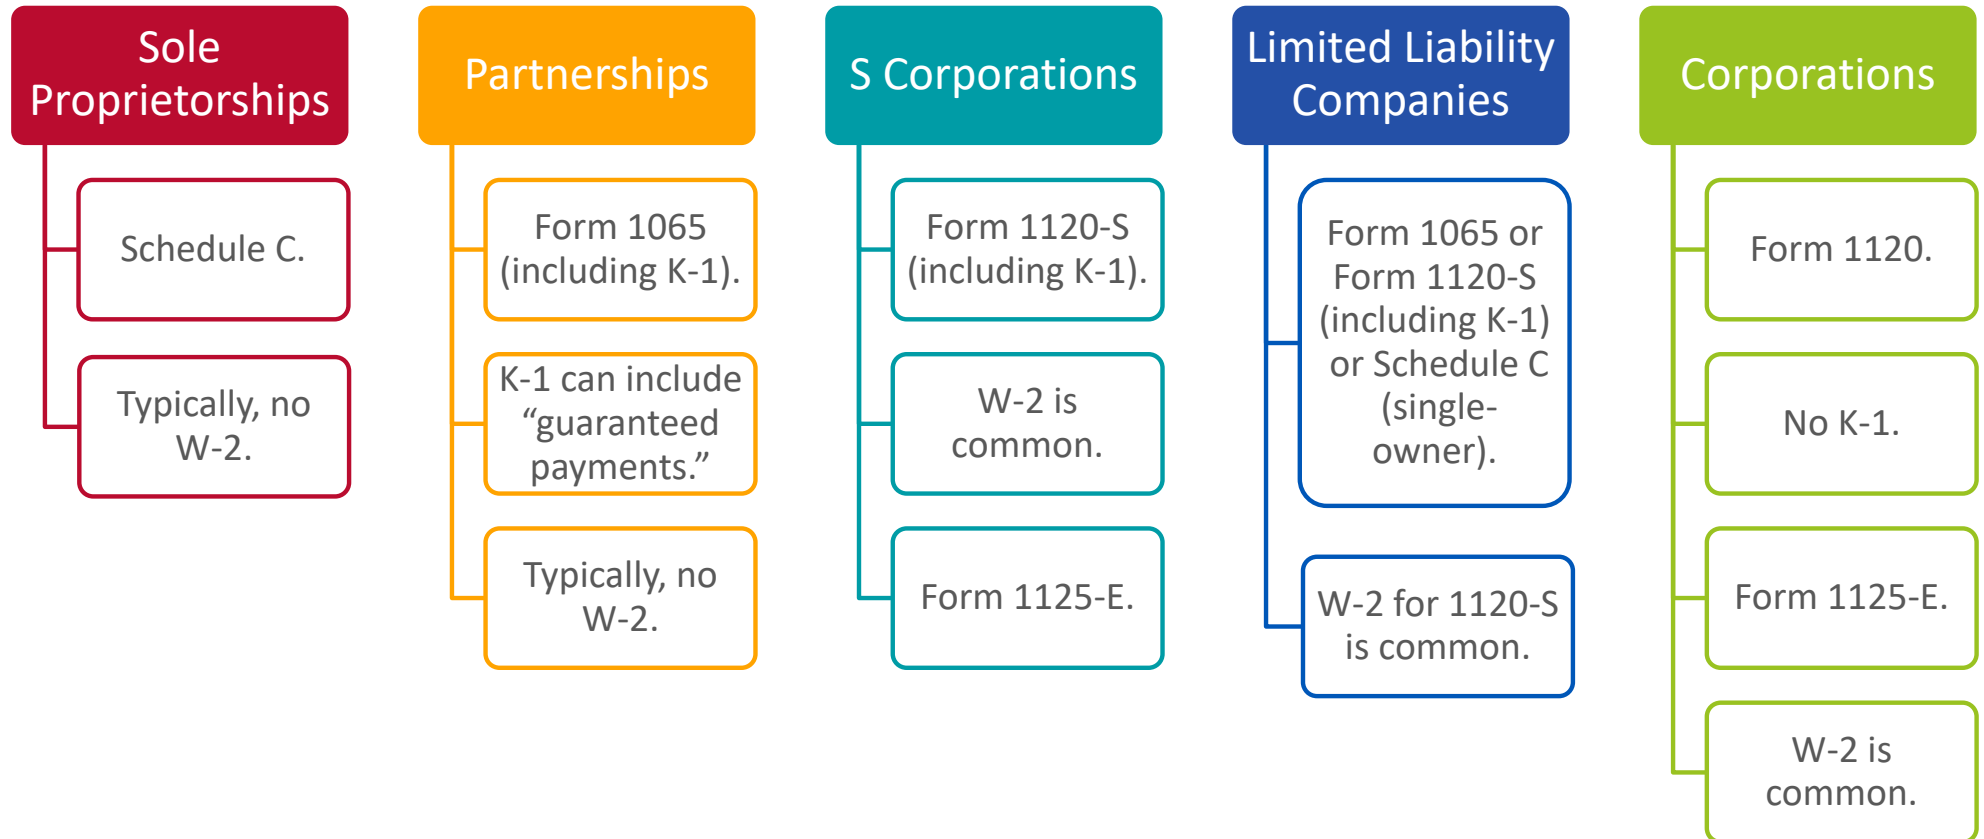 Sole
Proprietorships
Schedule C.
Typically, no
W-2.
Partnerships
Form 1065
(including K-1).
K-1 can include
“guaranteed
payments.”
Typically, no
W-2.
S Corporations
Form 1120-S
(including K-1).
W-2 is
common.
Form 1125-E.
Limited Liability
Companies
Form 1065 or
Form 1120-S
(including K-1)
or Schedule C
(single-
owner).
W-2 for 1120-S
is common.
Corporations
Form 1120.
No K-1.
Form 1125-E.
W-2 is
common.